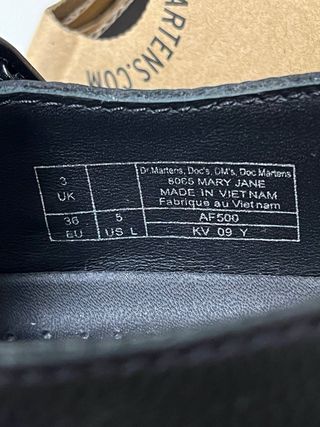 MARTENS.COM
3
UK
36
EU
5
US L
Dr.Martens, Doc's, DM's, Doc Martens
8065 MARY JANE
MADE IN VIETNAM
Fabriqué au Vietnam
AF500
KV 09 Y